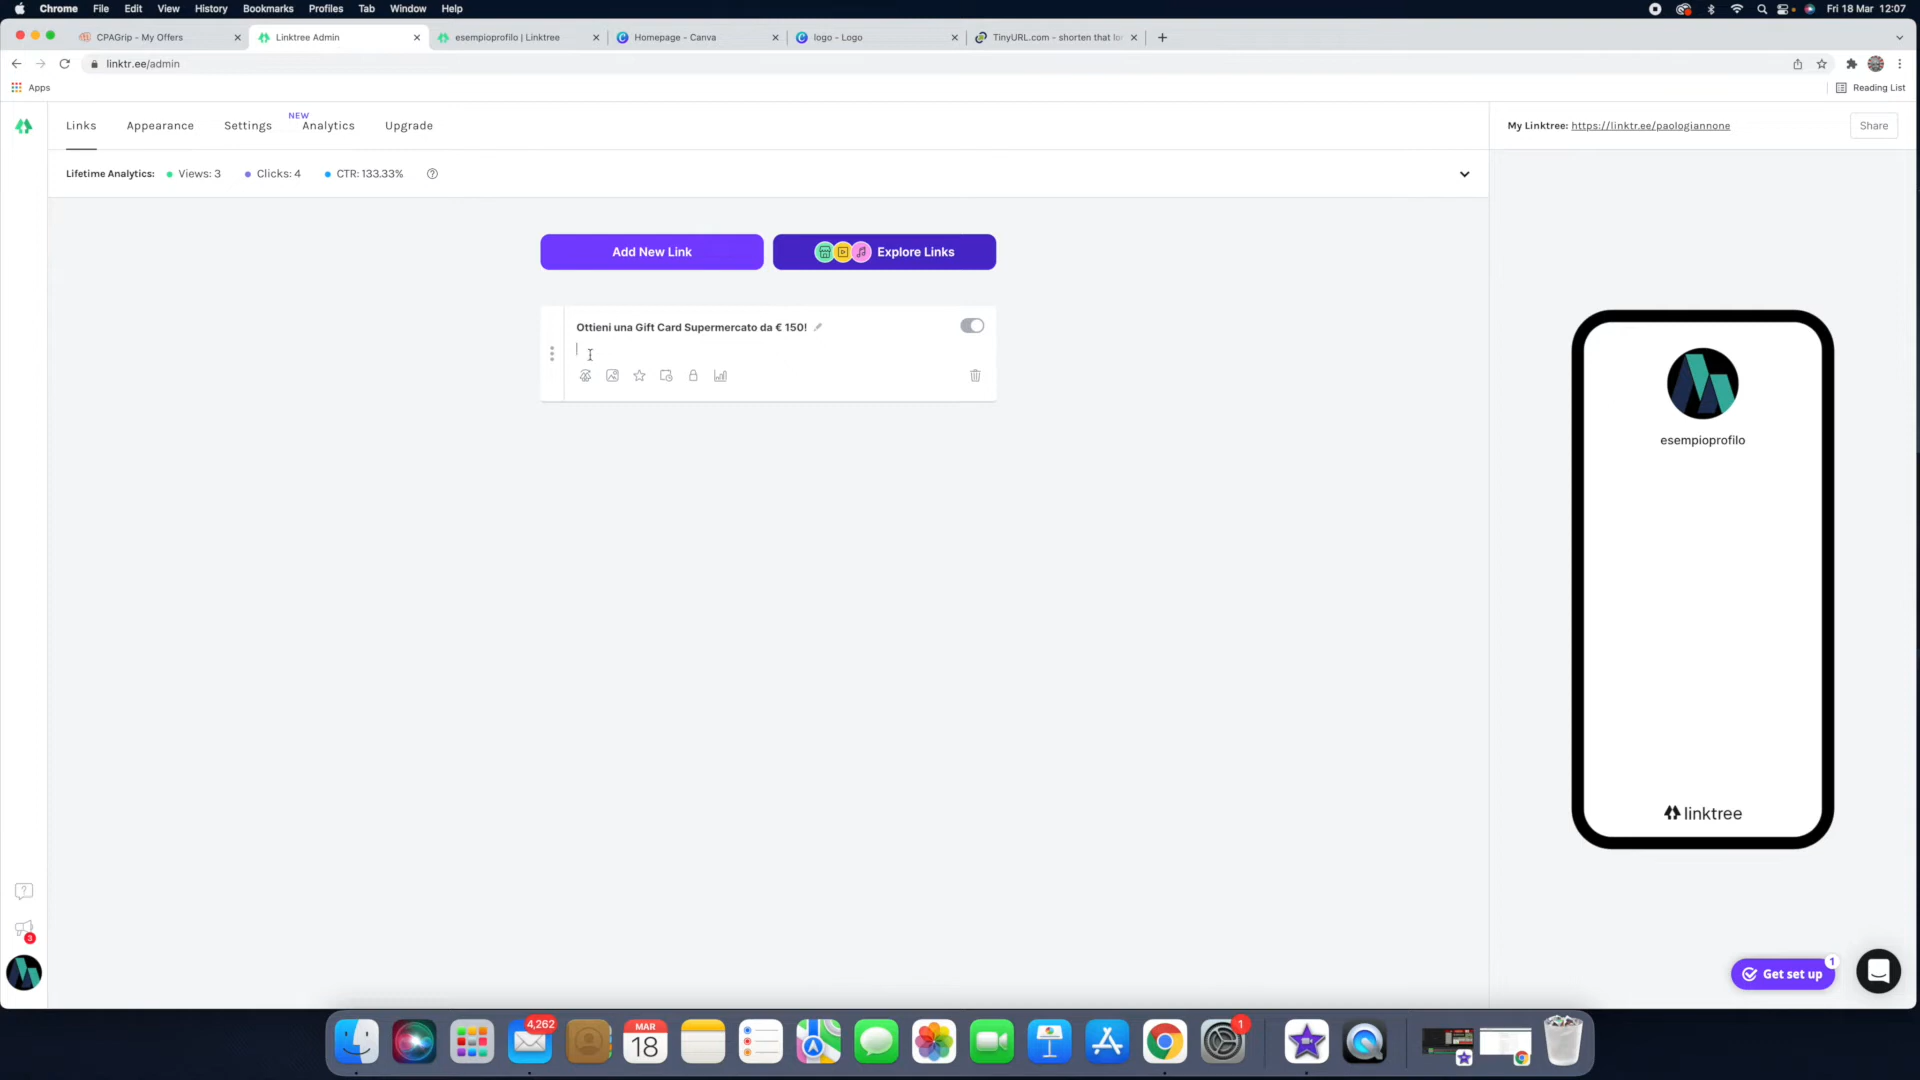 Chrome File Edit View History Bookmarks Profiles Tab Window Help Fri 18 Mar 12:07
CPAGrip - My Offers Linktree Admin esempioprofilo | Linktree Homepage - Canva logo - Logo TinyURL.com - shorten that lo
linktr.ee/admin
Apps Reading List
Links Appearance Settings NEW Analytics Upgrade
My Linktree: https://linktr.ee/paologiannone Share
Lifetime Analytics: Views: 3 Clicks: 4 CTR: 133.33%
Add New Link Explore Links
Ottieni una Gift Card Supermercato da € 150!
esempioprofilo
linktree
3
Get set up 1
4,262
MAR
18
1